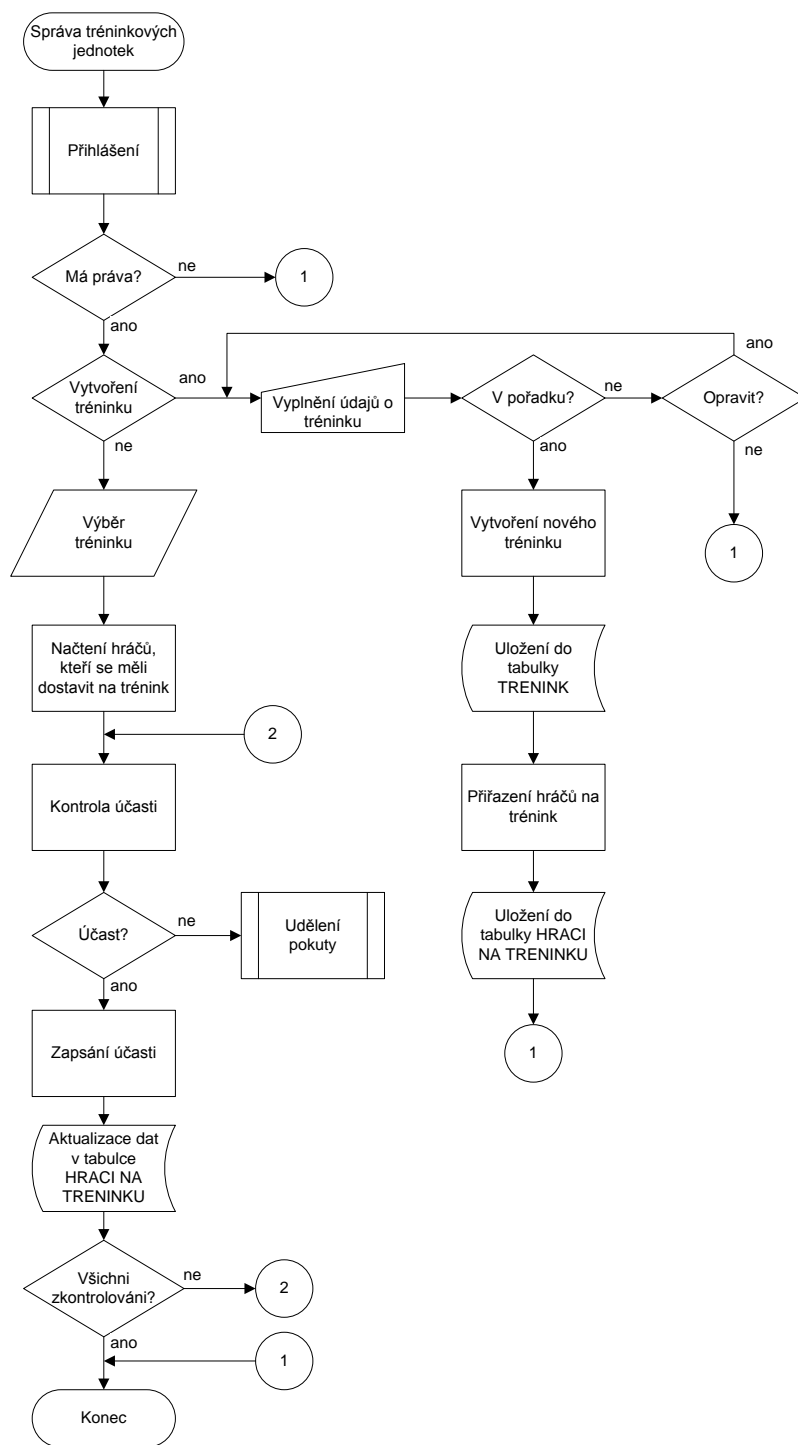 Správa tréninkových
jednotek
Přihlášení
Má práva?
ne
1
ano
Vytvoření
tréninku
ano
Vyplnění údajů o
tréninku
V pořádku?
ne
Opravit?
ano
ne
1
ano
Vytvoření nového
tréninku
Uložení do
tabulky
TRENINK
Přiřazení hráčů na
trénink
Uložení do
tabulky HRACI
NA TRENINKU
1
ne
Výběr
tréninku
Načtení hráčů,
kteří se měli
dostavit na trénink
2
Kontrola účasti
Účast?
ne
Udělení
pokuty
ano
Zapsání účasti
Aktualizace dat
v tabulce
HRACI NA
TRENINKU
Všichni
zkontrolováni?
ne
2
ano
1
Konec